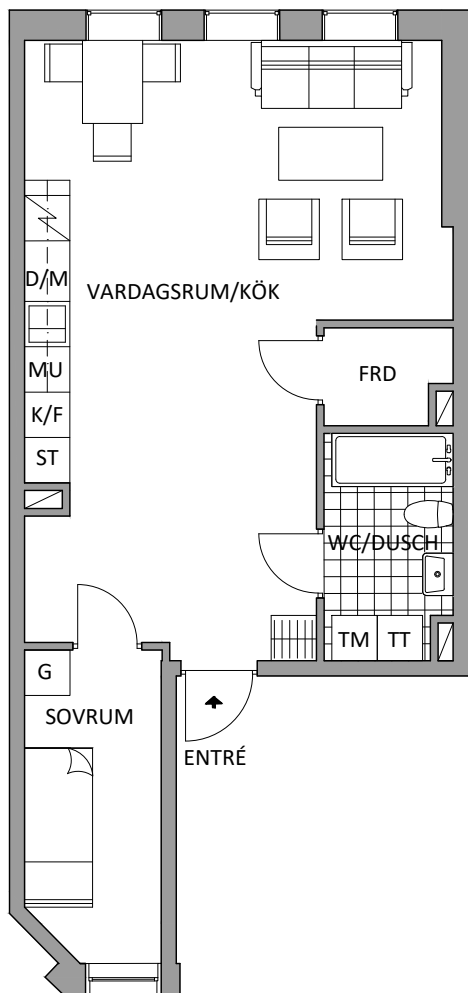 D/M
VARDAGSRUM/KÖK
MU
FRD
K/F
ST
WC/DUSCH
TM
TT
G
SOVRUM
ENTRÉ